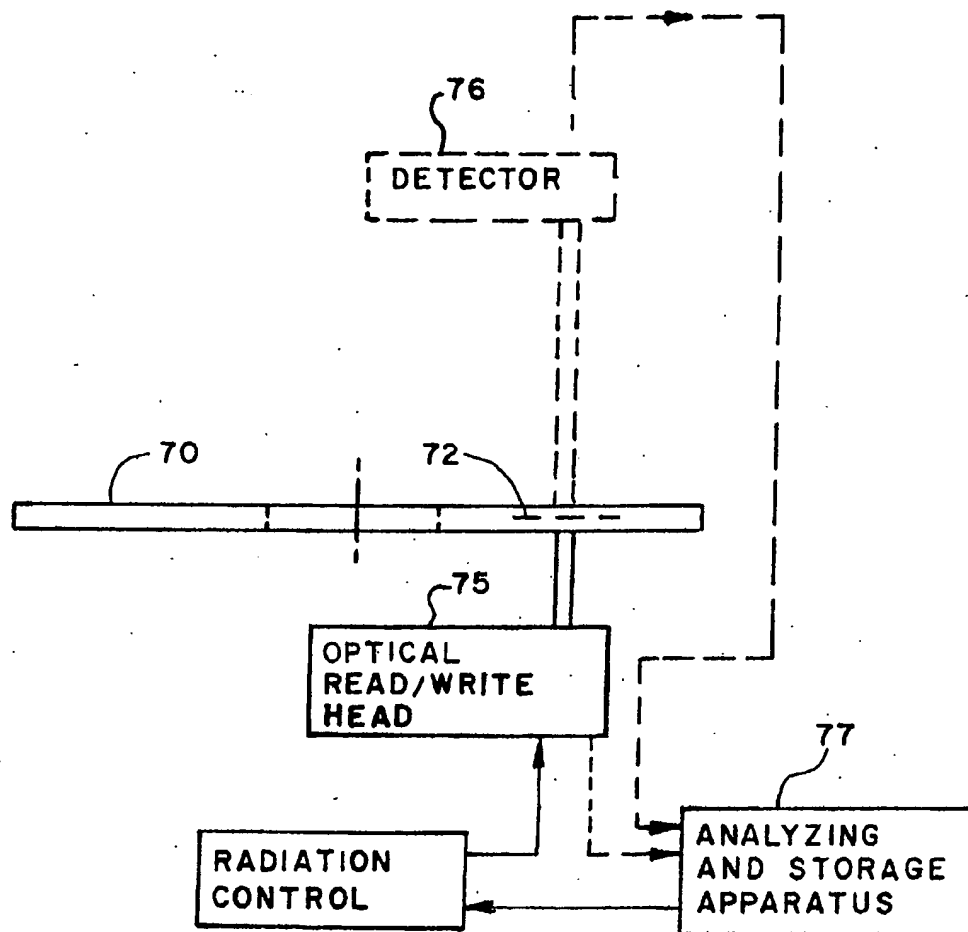 76
DETECTOR
70
72
75
OPTICAL
READ/WRITE
HEAD
77
RADIATION
CONTROL
ANALYZING
AND STORAGE
APPARATUS